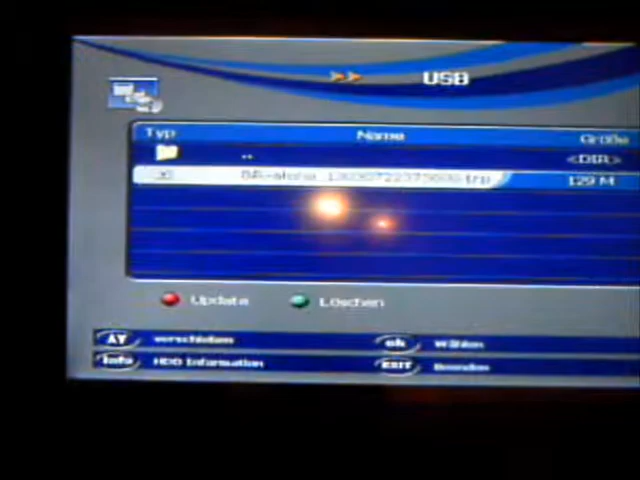 USB
Typ Name Größe
.. <DIR>
129 M
Update Löschen
verschieben ok Wählen
Info HDD Information EXIT Beenden